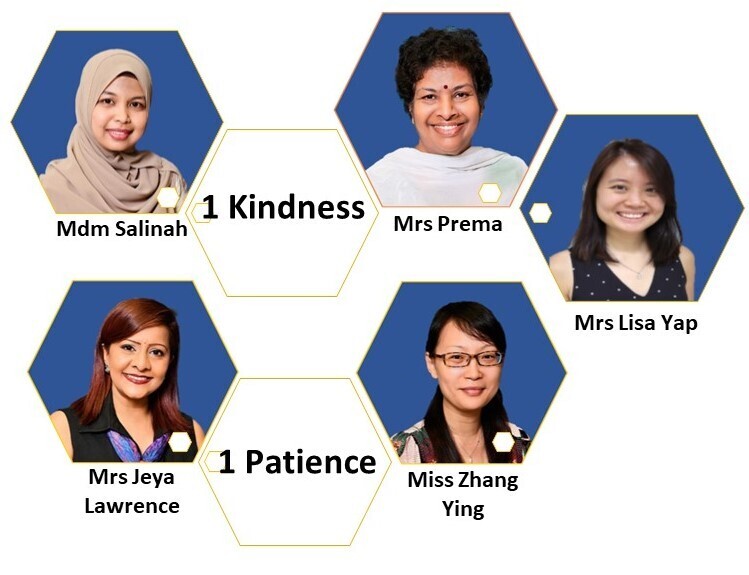 Mdm Salinah
1 Kindness
Mrs Prema
Mrs Lisa Yap
Mrs Jeya
Lawrence
1 Patience
Miss Zhang
Ying